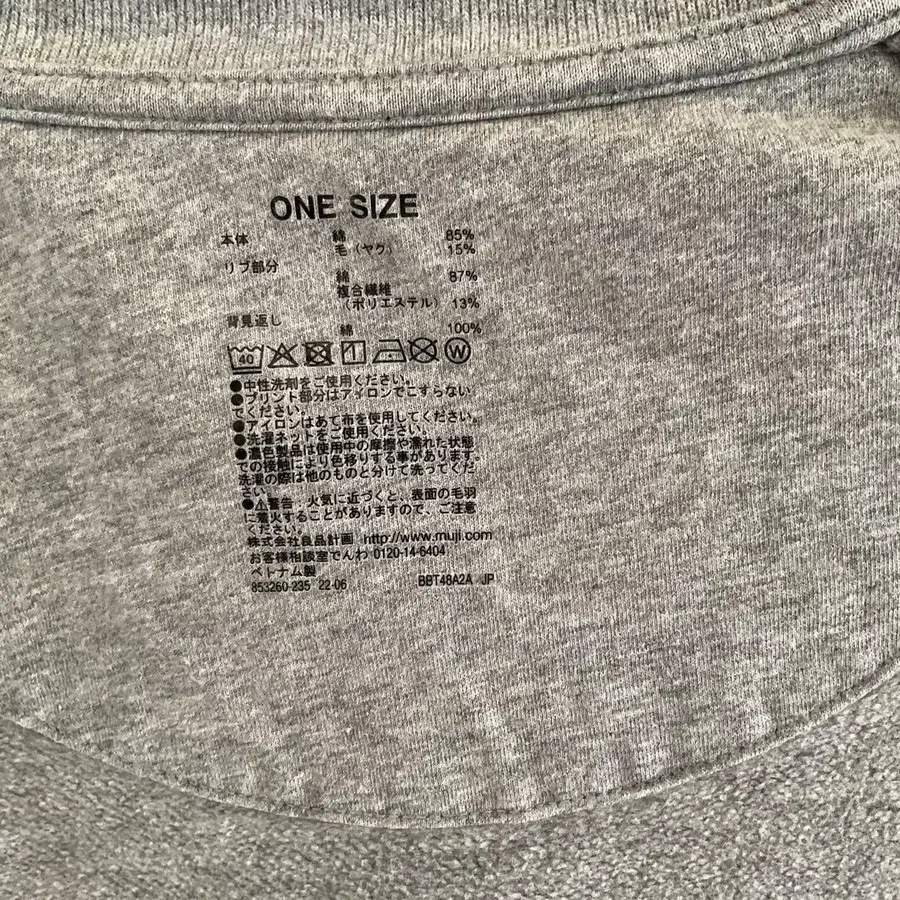 ONE SIZE
本体 綿 85%
毛（ヤク） 15%
リブ部分 綿 87%
複合繊維
（ポリエステル） 13%
背見返し 綿 100%
40 1 W
●中性洗剤をご使用ください。
●プリント部分はアイロンでこすらない
でください。
●アイロンはあて布を使用してください。
●洗濯ネットをご使用ください。
●濃色製品は使用中の摩擦や濡れた状態
での接触により色移りする事があります。
洗濯の際は他のものと分けて洗ってくだ
さい。
●⚠警告 火気に近づくと、表面の毛羽
に着火することがありますので、ご注意
ください。
株式会社良品計画 http://www.muji.com
お客様相談室でんわ 0120-14-6404
ベトナム製
853260-235 22-06 BBT48A2A JP